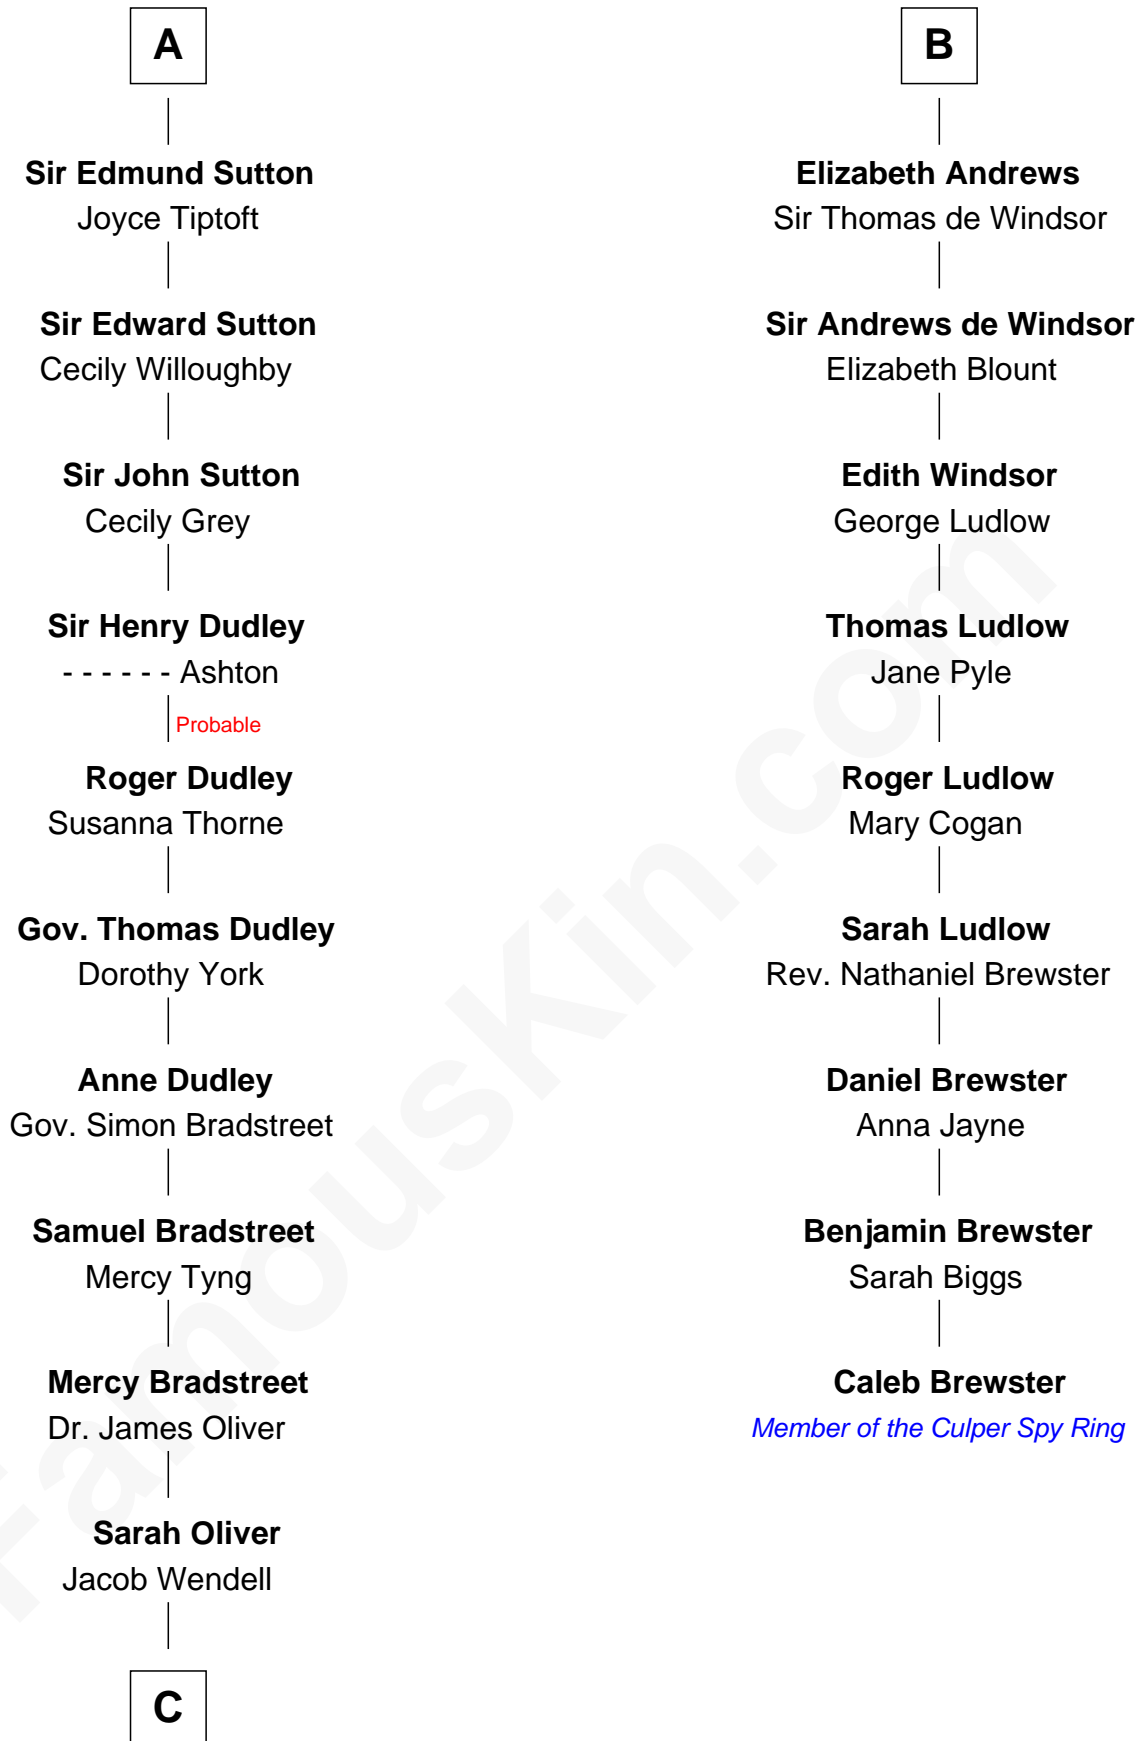 A
Sir Edmund Sutton
Joyce Tiptoft
Sir Edward Sutton
Cecily Willoughby
Sir John Sutton
Cecily Grey
Sir Henry Dudley
- - - - - - Ashton
Probable
Roger Dudley
Susanna Thorne
Gov. Thomas Dudley
Dorothy York
Anne Dudley
Gov. Simon Bradstreet
Samuel Bradstreet
Mercy Tyng
Mercy Bradstreet
Dr. James Oliver
Sarah Oliver
Jacob Wendell
C
B
Elizabeth Andrews
Sir Thomas de Windsor
Sir Andrews de Windsor
Elizabeth Blount
Edith Windsor
George Ludlow
Thomas Ludlow
Jane Pyle
Roger Ludlow
Mary Cogan
Sarah Ludlow
Rev. Nathaniel Brewster
Daniel Brewster
Anna Jayne
Benjamin Brewster
Sarah Biggs
Caleb Brewster
Member of the Culper Spy Ring
FamousKin.com